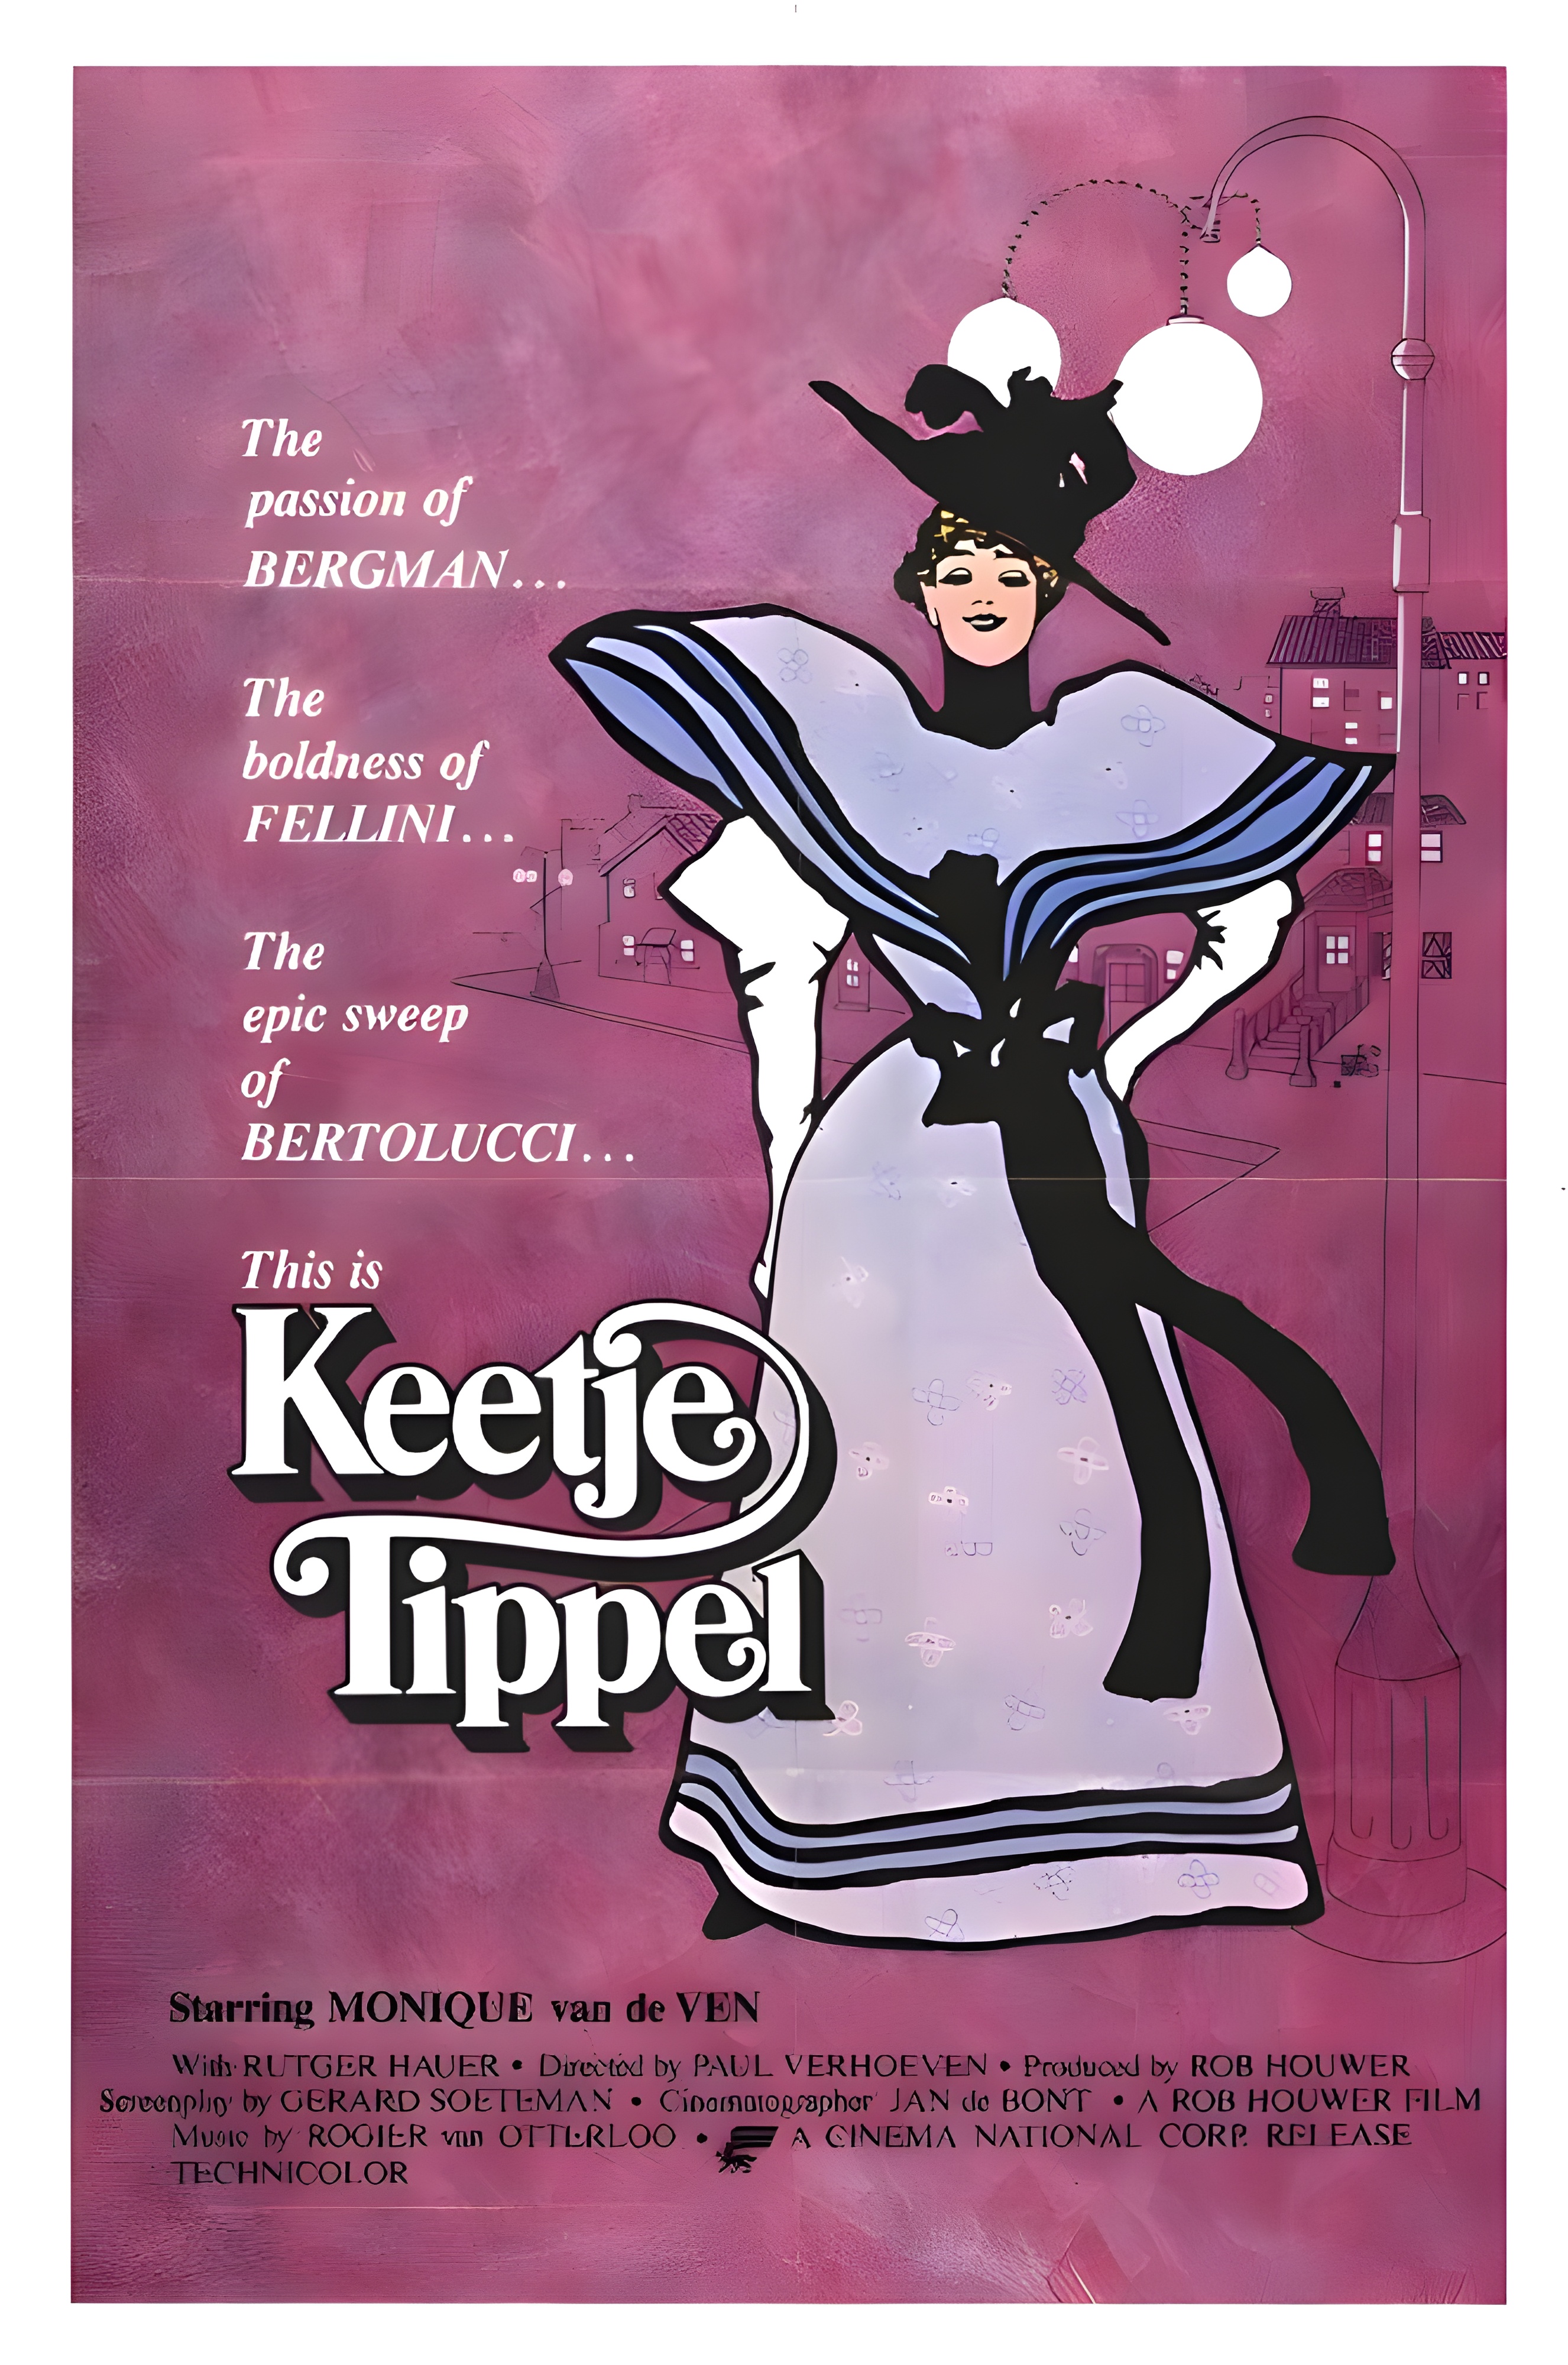 The
passion of
BERGMAN...
The
boldness of
FELLINI...
The
epic sweep
of
BERTOLUCCI...
This is
Keetje
Tippel
Starring MONIQUE van de VEN
With RUTGER HAUER • Directed by PAUL VERHOEVEN • Produced by ROB HOUWER
Screenplay by GERARD SOETEMAN • Cinematographer JAN de BONT • A ROB HOUWER FILM
Music by ROGIER van OTTERLOO • A CINEMA NATIONAL CORP. RELEASE
TECHNICOLOR